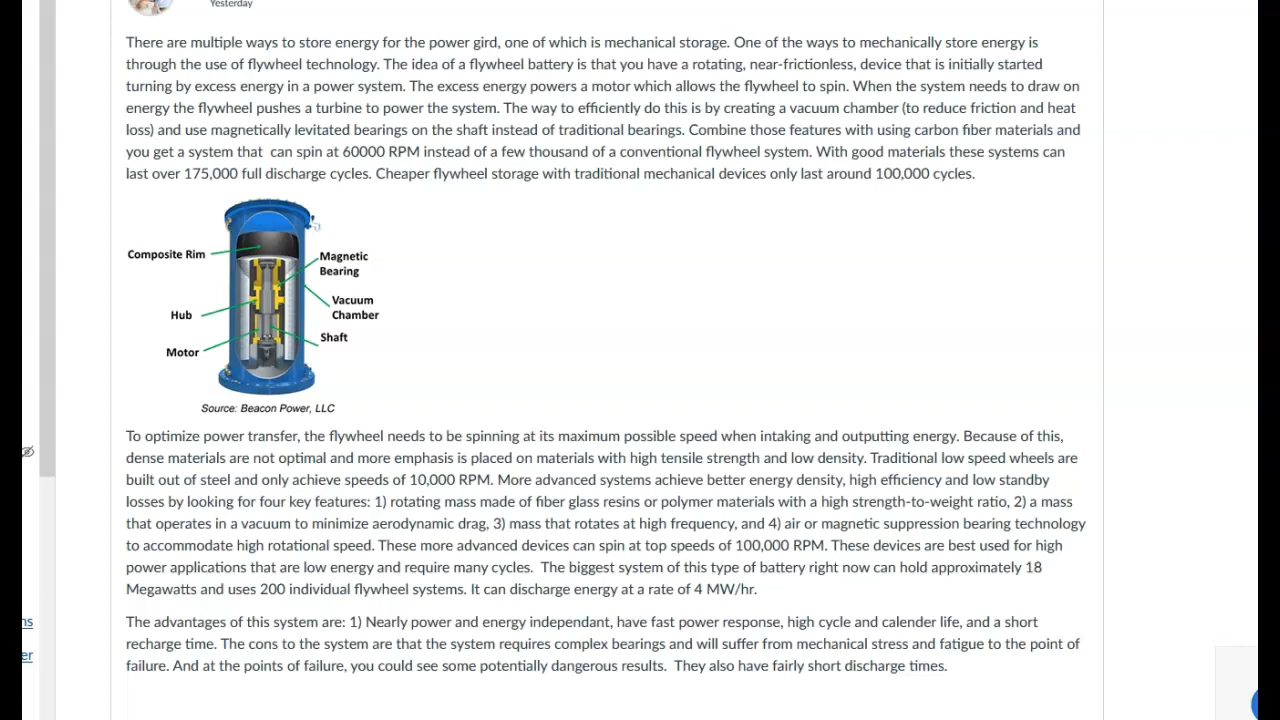 Yesterday
There are multiple ways to store energy for the power gird, one of which is mechanical storage. One of the ways to mechanically store energy is
through the use of flywheel technology. The idea of a flywheel battery is that you have a rotating, near-frictionless, device that is initially started
turning by excess energy in a power system. The excess energy powers a motor which allows the flywheel to spin. When the system needs to draw on
energy the flywheel pushes a turbine to power the system. The way to efficiently do this is by creating a vacuum chamber (to reduce friction and heat
loss) and use magnetically levitated bearings on the shaft instead of traditional bearings. Combine those features with using carbon fiber materials and
you get a system that  can spin at 60000 RPM instead of a few thousand of a conventional flywheel system. With good materials these systems can
last over 175,000 full discharge cycles. Cheaper flywheel storage with traditional mechanical devices only last around 100,000 cycles.
Composite Rim
Magnetic
Bearing
Vacuum
Chamber
Hub
Shaft
Motor
Source: Beacon Power, LLC
To optimize power transfer, the flywheel needs to be spinning at its maximum possible speed when intaking and outputting energy. Because of this,
dense materials are not optimal and more emphasis is placed on materials with high tensile strength and low density. Traditional low speed wheels are
built out of steel and only achieve speeds of 10,000 RPM. More advanced systems achieve better energy density, high efficiency and low standby
losses by looking for four key features: 1) rotating mass made of fiber glass resins or polymer materials with a high strength-to-weight ratio, 2) a mass
that operates in a vacuum to minimize aerodynamic drag, 3) mass that rotates at high frequency, and 4) air or magnetic suppression bearing technology
to accommodate high rotational speed. These more advanced devices can spin at top speeds of 100,000 RPM. These devices are best used for high
power applications that are low energy and require many cycles.  The biggest system of this type of battery right now can hold approximately 18
Megawatts and uses 200 individual flywheel systems. It can discharge energy at a rate of 4 MW/hr.
ns
The advantages of this system are: 1) Nearly power and energy independant, have fast power response, high cycle and calender life, and a short
recharge time. The cons to the system are that the system requires complex bearings and will suffer from mechanical stress and fatigue to the point of
er
failure. And at the points of failure, you could see some potentially dangerous results.  They also have fairly short discharge times.